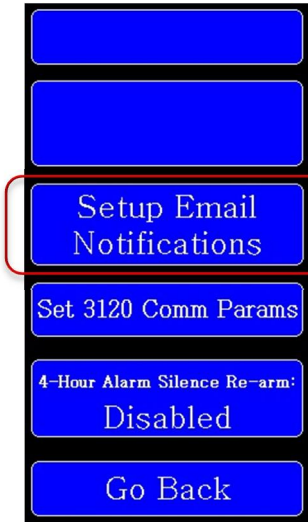 Setup Email
Notifications
Set 3120 Comm Params
4-Hour Alarm Silence Re-arm:
Disabled
Go Back